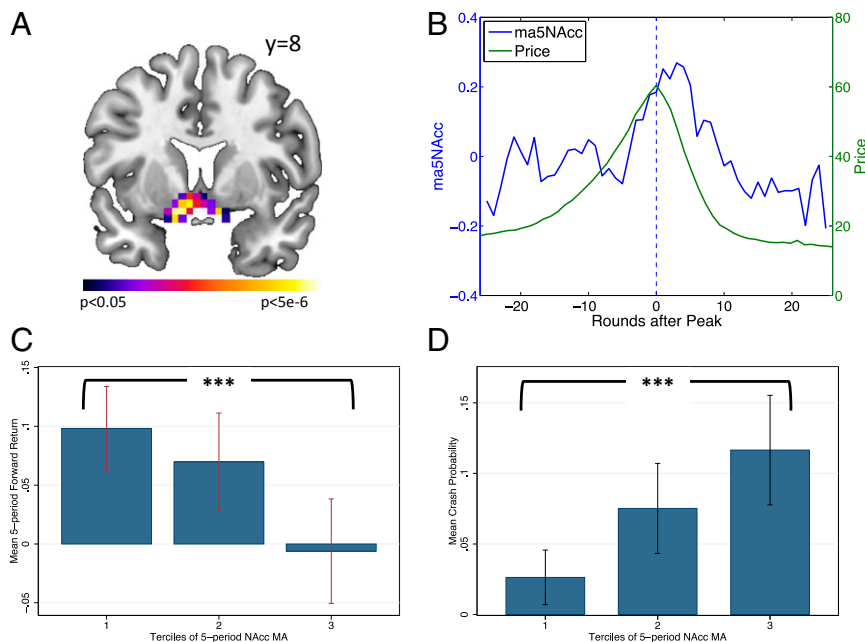 A
y=8
p<0.05
p<5e-6
B
ma5NAcc
Price
0.4
0.2
0
−0.2
−0.4
ma5NAcc
80
60
40
20
0
Price
−20
−10
0
10
20
Rounds after Peak
C
***
.15
.1
.05
0
-.05
Mean 5−period Forward Return
1
2
3
Terciles of 5−period NAcc MA
D
***
.15
.1
.05
0
Mean Crash Probability
1
2
3
Terciles of 5−period NAcc MA